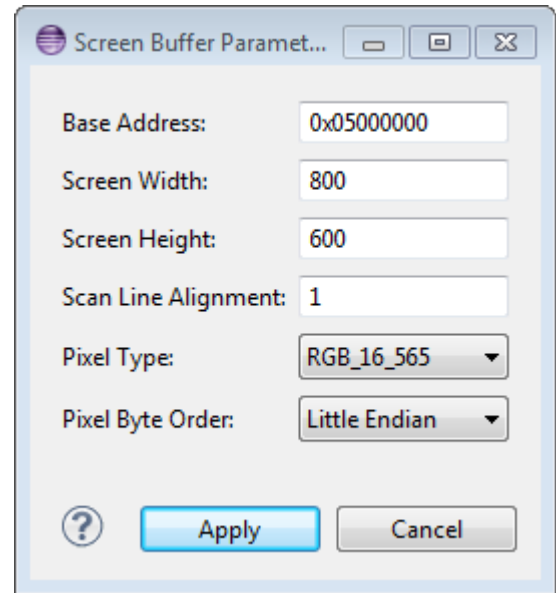 Screen Buffer Paramet...
Base Address: 0x05000000
Screen Width: 800
Screen Height: 600
Scan Line Alignment: 1
Pixel Type: RGB_16_565
Pixel Byte Order: Little Endian
? Apply Cancel